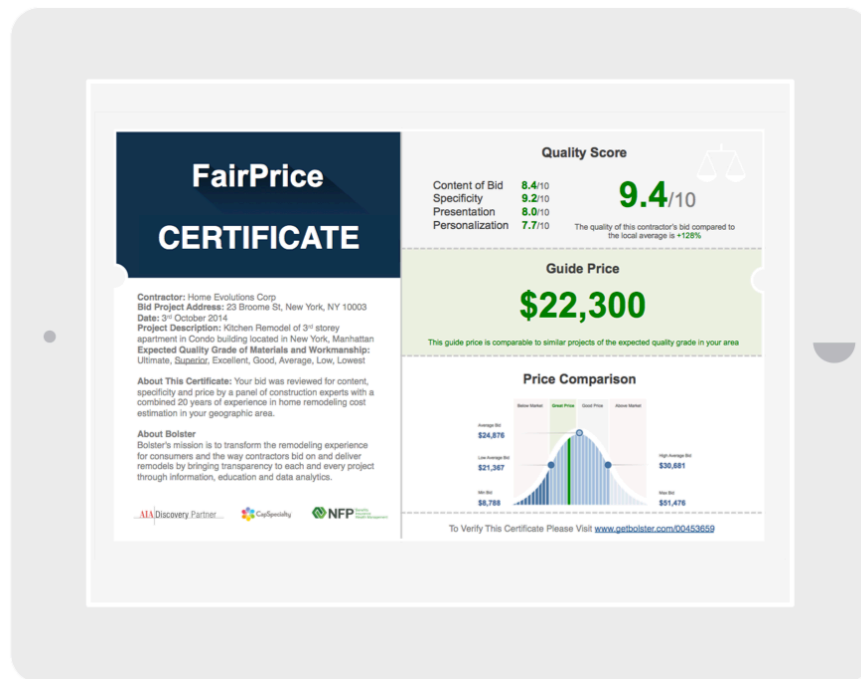 FairPrice
CERTIFICATE
Contractor: Home Evolutions Corp
Bid Project Address: 23 Broome St, New York, NY 10003
Date: 3rd October 2014
Project Description: Kitchen Remodel of 3rd storey
apartment in Condo building located in New York, Manhattan
Expected Quality Grade of Materials and Workmanship:
Ultimate, Superior, Excellent, Good, Average, Low, Lowest
About This Certificate: Your bid was reviewed for content,
specificity and price by a panel of construction experts with a
combined 20 years of experience in home remodeling cost
estimation in your geographic area.
About Bolster
Bolster's mission is to transform the remodeling experience
for consumers and the way contractors bid on and deliver
remodels by bringing transparency to each and every project
through information, education and data analytics.
AIA Discovery Partner
CapSpecialty
NFP
Quality Score
Content of Bid 8.4/10
Specificity 9.2/10
Presentation 8.0/10
Personalization 7.7/10
9.4/10
The quality of this contractor's bid compared to
the local average is +128%
Guide Price
$22,300
This guide price is comparable to similar projects of the expected quality grade in your area
Price Comparison
Below Market Great Price Good Price Above Market
Average Bid
$24,876
Low Average Bid
$21,367
High Average Bid
$30,681
Min Bid
$8,788
Max Bid
$51,476
To Verify This Certificate Please Visit www.getbolster.com/00453659